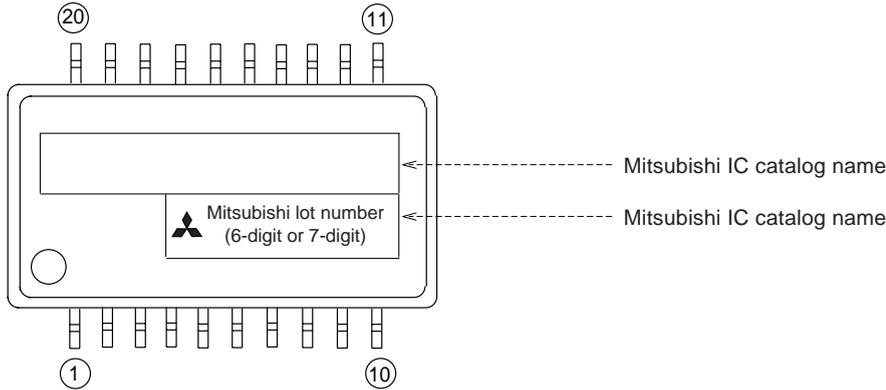 20
11
Mitsubishi IC catalog name
Mitsubishi lot number
(6-digit or 7-digit)
Mitsubishi IC catalog name
1
10